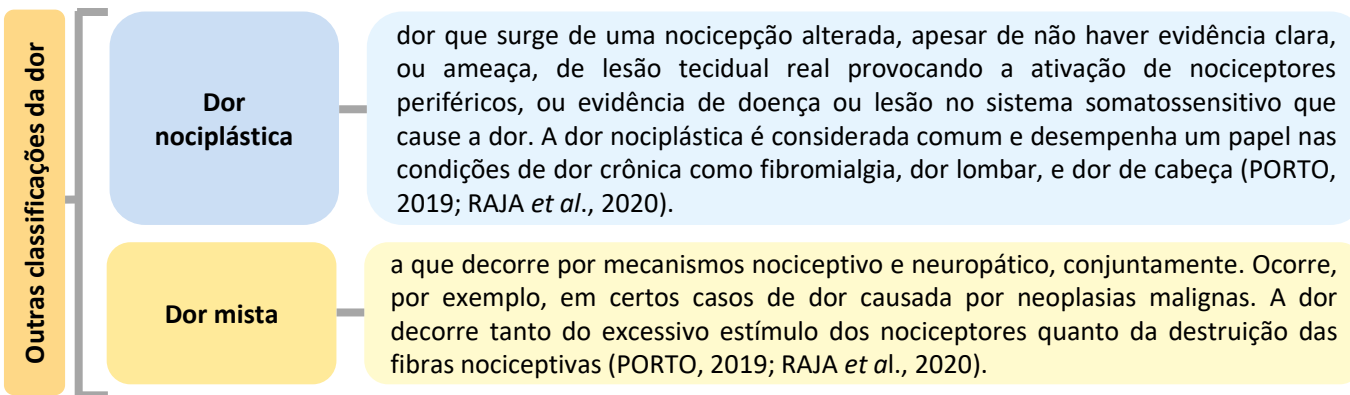 Outras classificações da dor
Dor
nociplástica
dor que surge de uma nocicepção alterada, apesar de não haver evidência clara,
ou ameaça, de lesão tecidual real provocando a ativação de nociceptores
periféricos, ou evidência de doença ou lesão no sistema somatossensitivo que
cause a dor. A dor nociplástica é considerada comum e desempenha um papel nas
condições de dor crônica como fibromialgia, dor lombar, e dor de cabeça (PORTO,
2019; RAJA et al., 2020).
Dor mista
a que decorre por mecanismos nociceptivo e neuropático, conjuntamente. Ocorre,
por exemplo, em certos casos de dor causada por neoplasias malignas. A dor
decorre tanto do excessivo estímulo dos nociceptores quanto da destruição das
fibras nociceptivas (PORTO, 2019; RAJA et al., 2020).